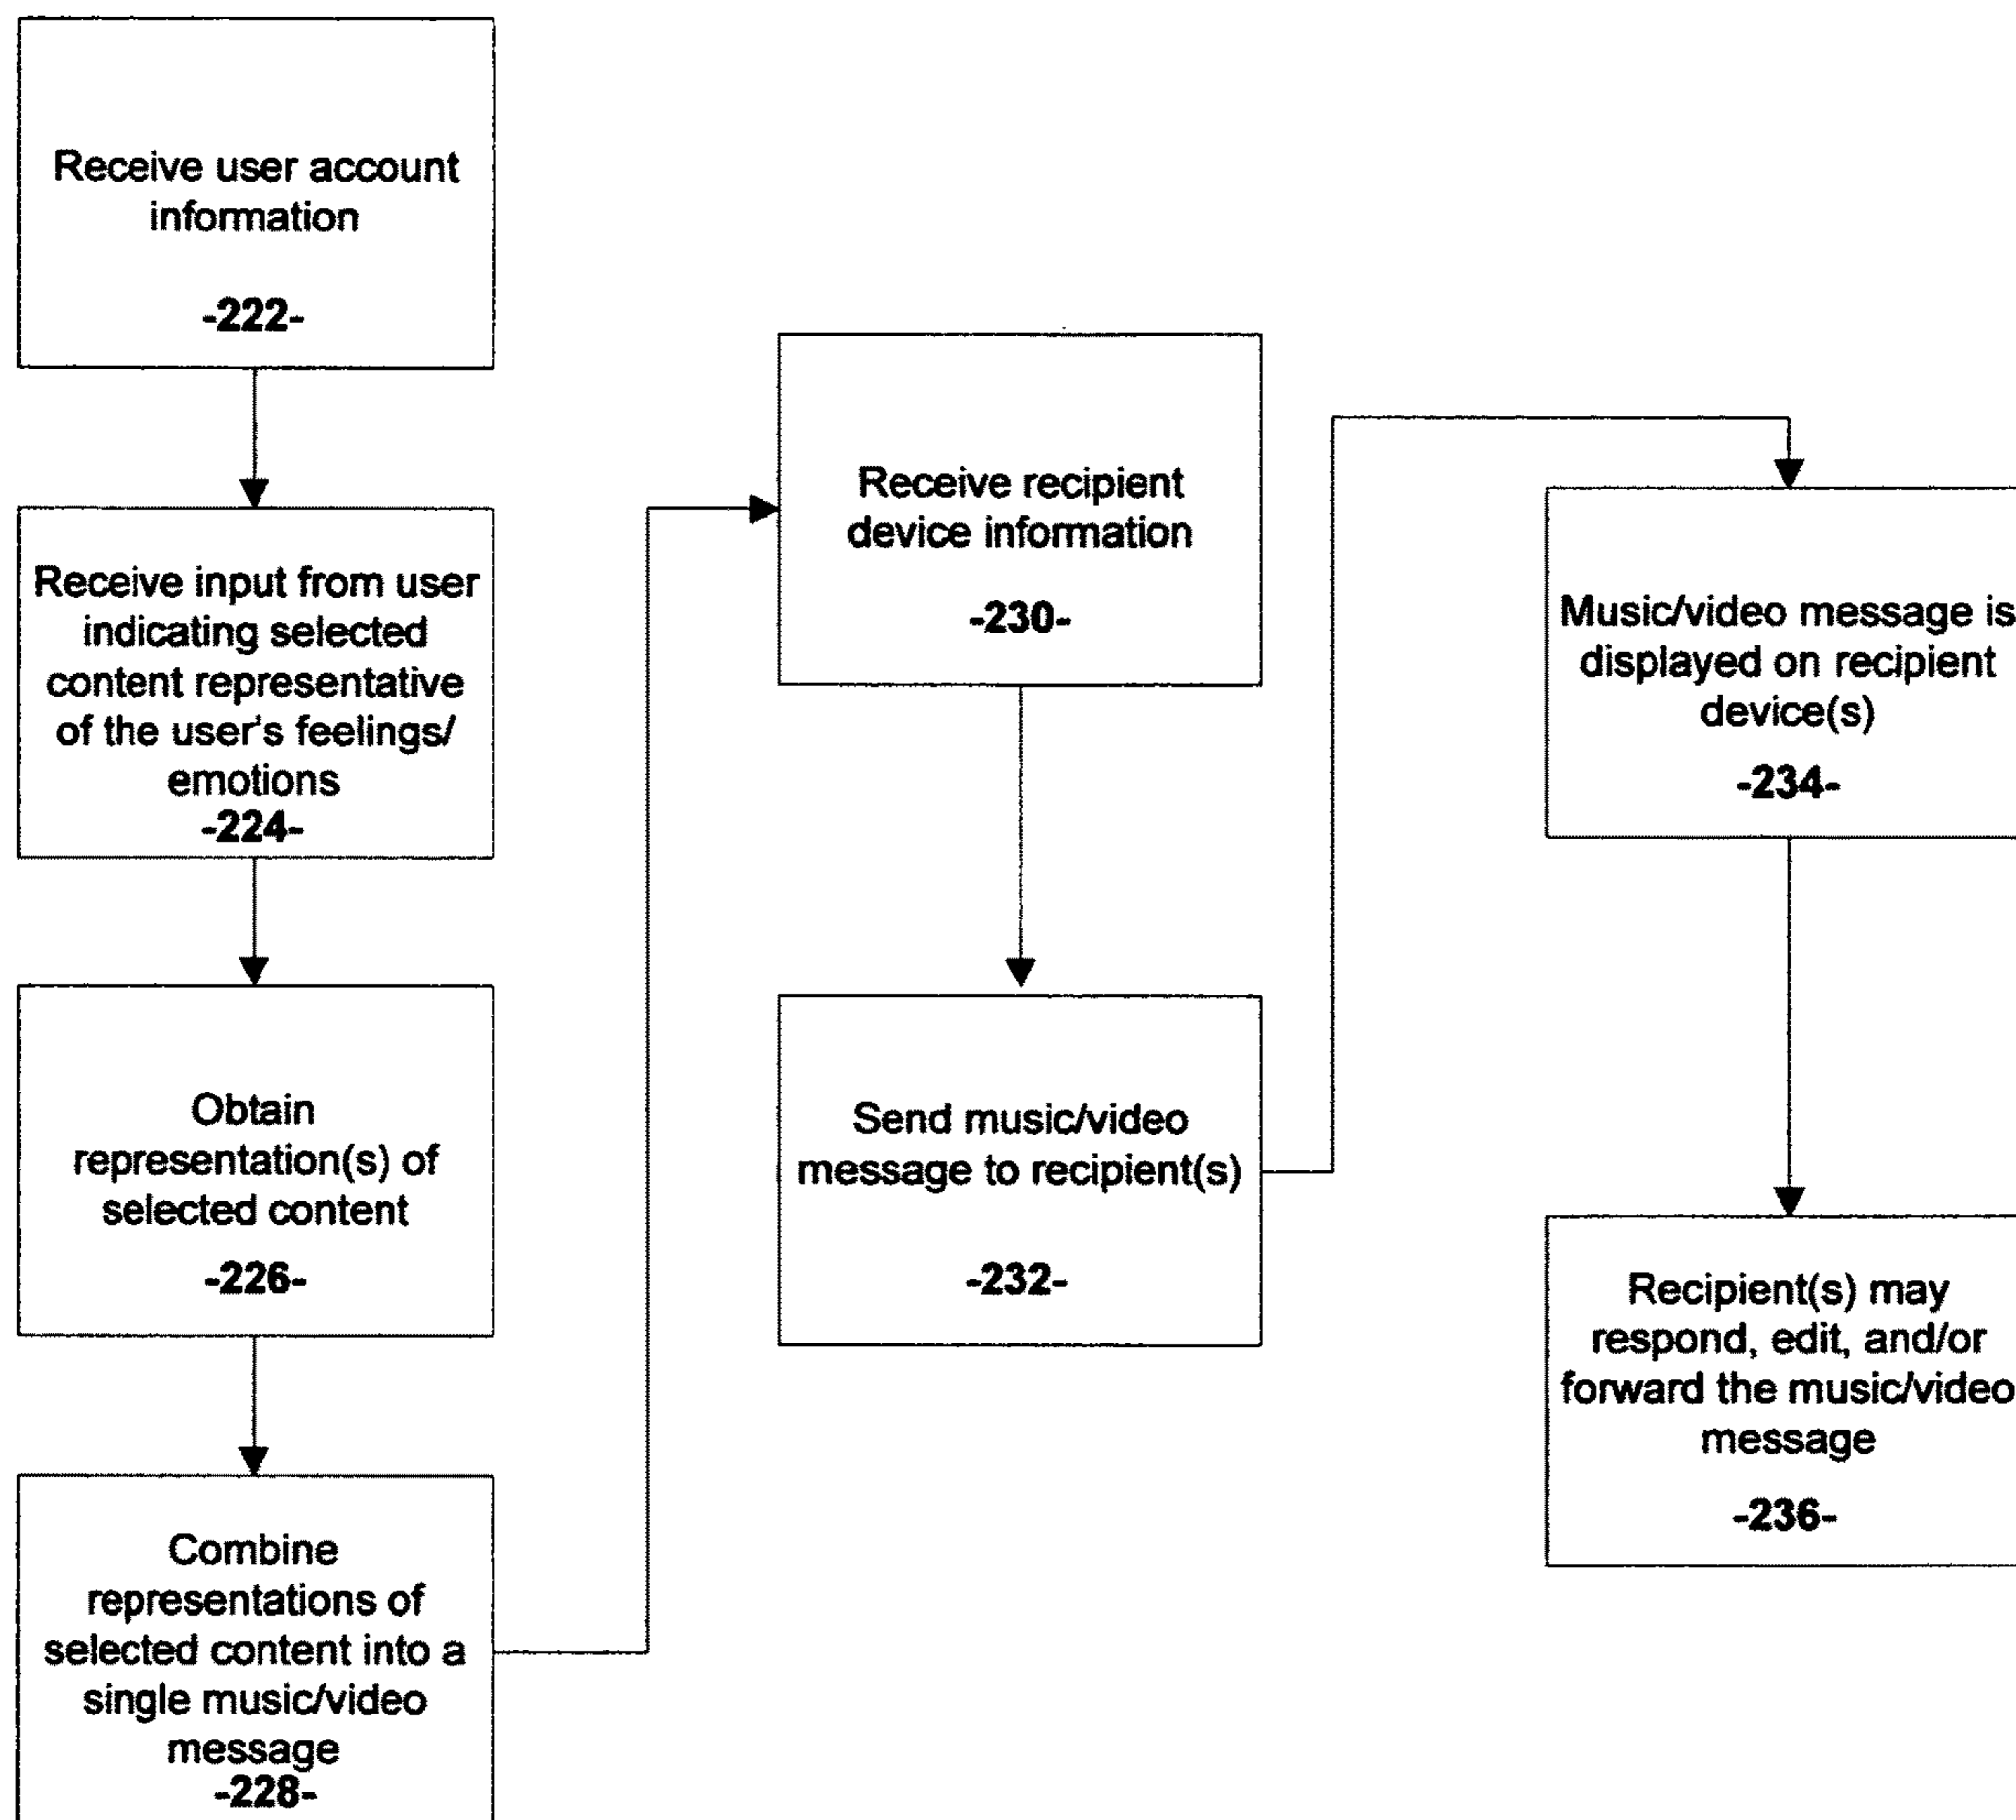 Receive user account
information
-222-
Receive input from user
indicating selected
content representative
of the user's feelings/
emotions
-224-
Obtain
representation(s) of
selected content
-226-
Combine
representations of
selected content into a
single music/video
message
-228-
Receive recipient
device information
-230-
Send music/video
message to recipient(s)
-232-
Music/video message is
displayed on recipient
device(s)
-234-
Recipient(s) may
respond, edit, and/or
forward the music/video
message
-236-